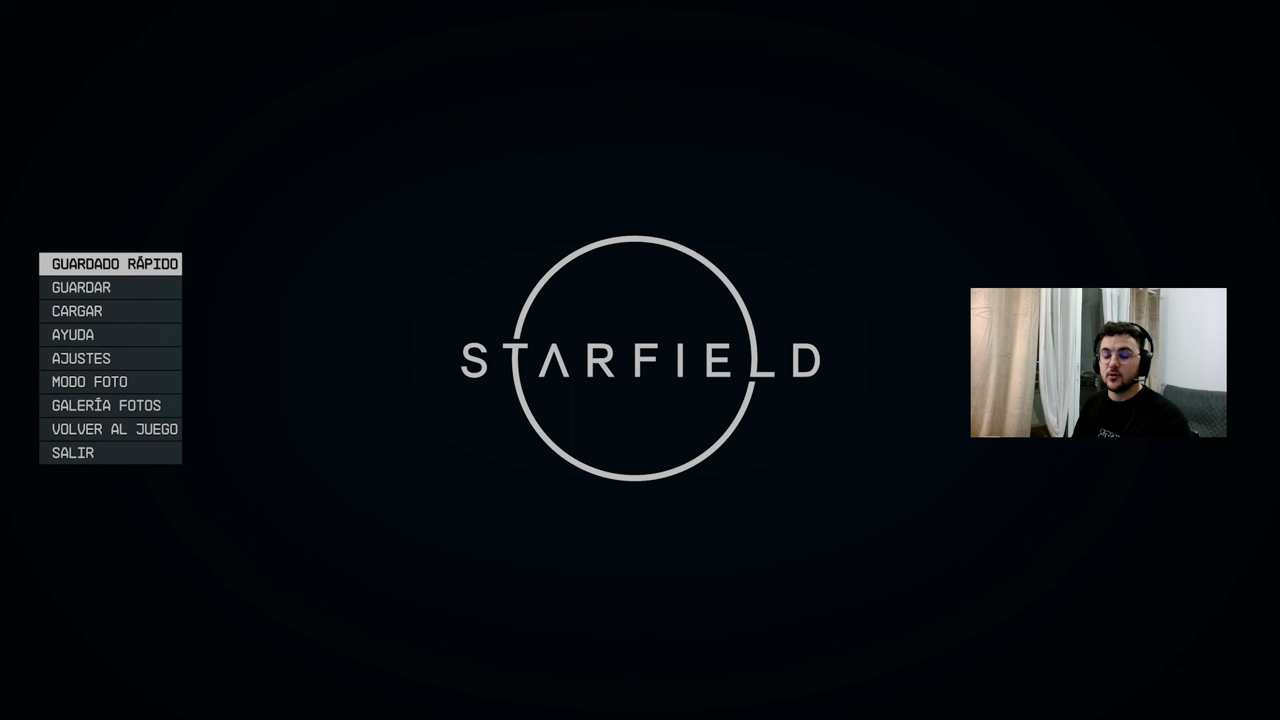 GUARDADO RÁPIDO
GUARDAR
CARGAR
AYUDA
AJUSTES
MODO FOTO
GALERÍA FOTOS
VOLVER AL JUEGO
SALIR
STARFIELD